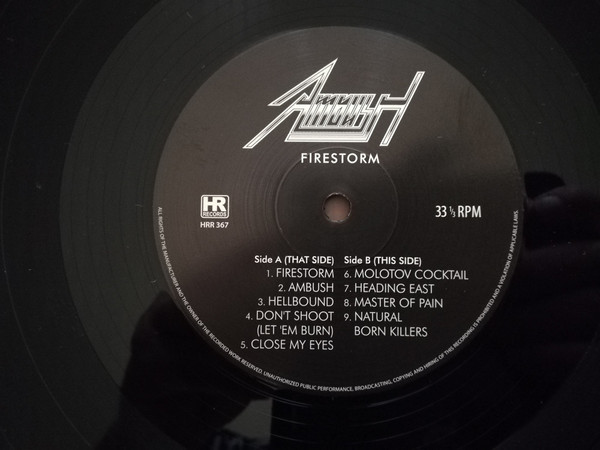 AMBUSH
FIRESTORM
HR
RECORDS
HRR 367
33 ⅓ RPM
Side A (THAT SIDE)
1. FIRESTORM
2. AMBUSH
3. HELLBOUND
4. DON'T SHOOT
(LET 'EM BURN)
5. CLOSE MY EYES
Side B (THIS SIDE)
6. MOLOTOV COCKTAIL
7. HEADING EAST
8. MASTER OF PAIN
9. NATURAL
BORN KILLERS
ALL RIGHTS OF THE MANUFACTURER AND THE OWNER OF THE RECORDED WORK RESERVED. UNAUTHORIZED PUBLIC PERFORMANCE, BROADCASTING, COPYING AND HIRING OF THIS RECORDING IS PROHIBITED AND A VIOLATION OF APPLICABLE LAWS.